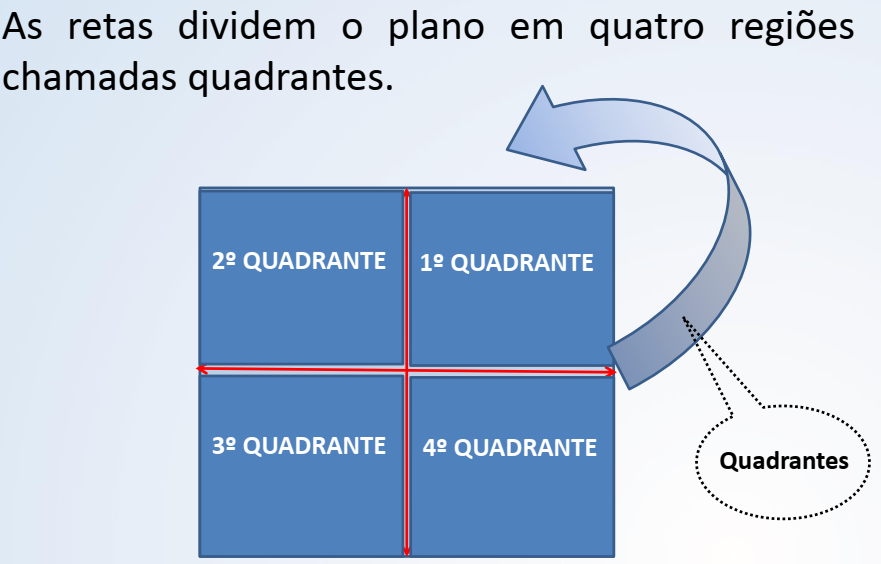 As retas dividem o plano em quatro regiões
chamadas quadrantes.
2º QUADRANTE
1º QUADRANTE
3º QUADRANTE
4º QUADRANTE
Quadrantes